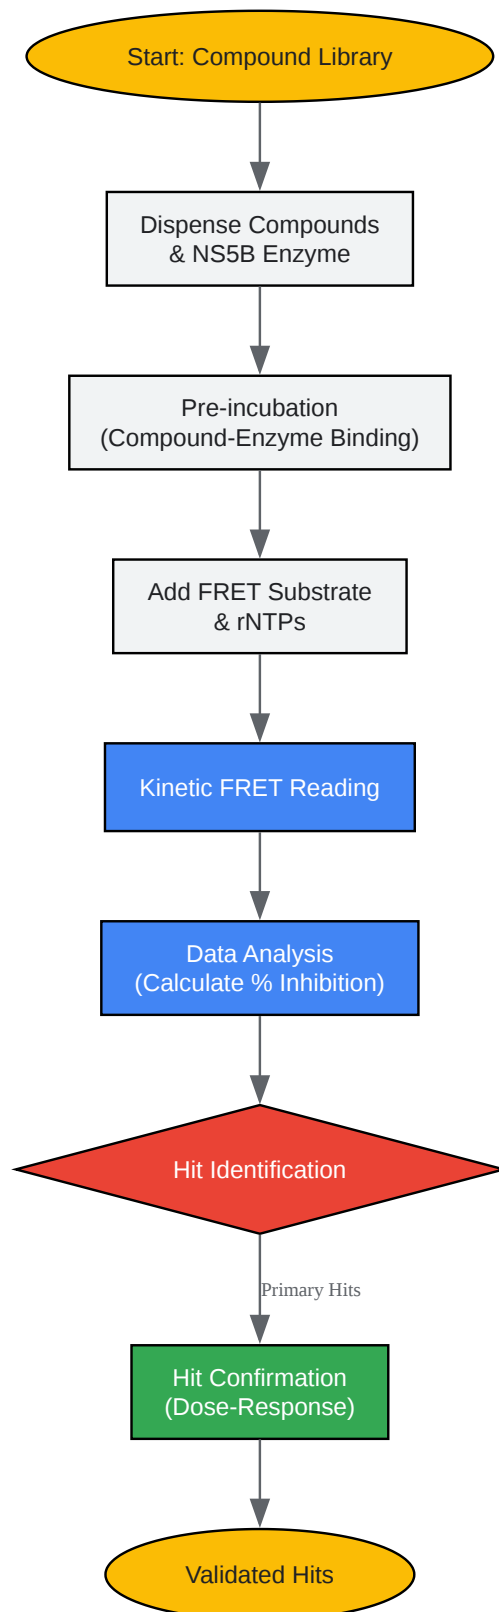 Start: Compound Library
Dispense Compounds
& NS5B Enzyme
Pre-incubation
(Compound-Enzyme Binding)
Add FRET Substrate
& rNTPs
Kinetic FRET Reading
Data Analysis
(Calculate % Inhibition)
Hit Identification
Primary Hits
Hit Confirmation
(Dose-Response)
Validated Hits